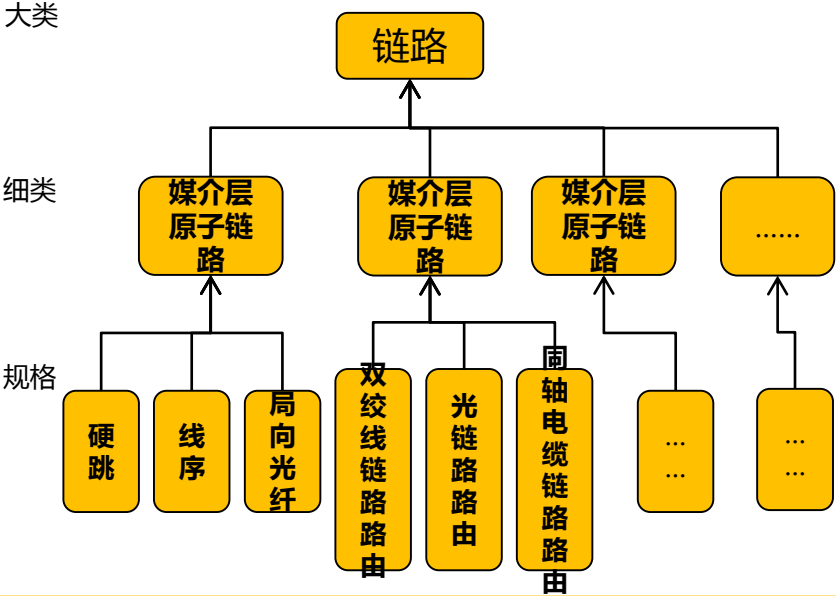 大类
链路
细类
媒介层
原子链
路
媒介层
原子链
路
媒介层
原子链
路
……
规格
硬
跳
线
序
局
向
光
纤
双
绞
线
链
路
路
由
光
链
路
路
由
同
轴
电
缆
链
路
路
由
…
…
…
…